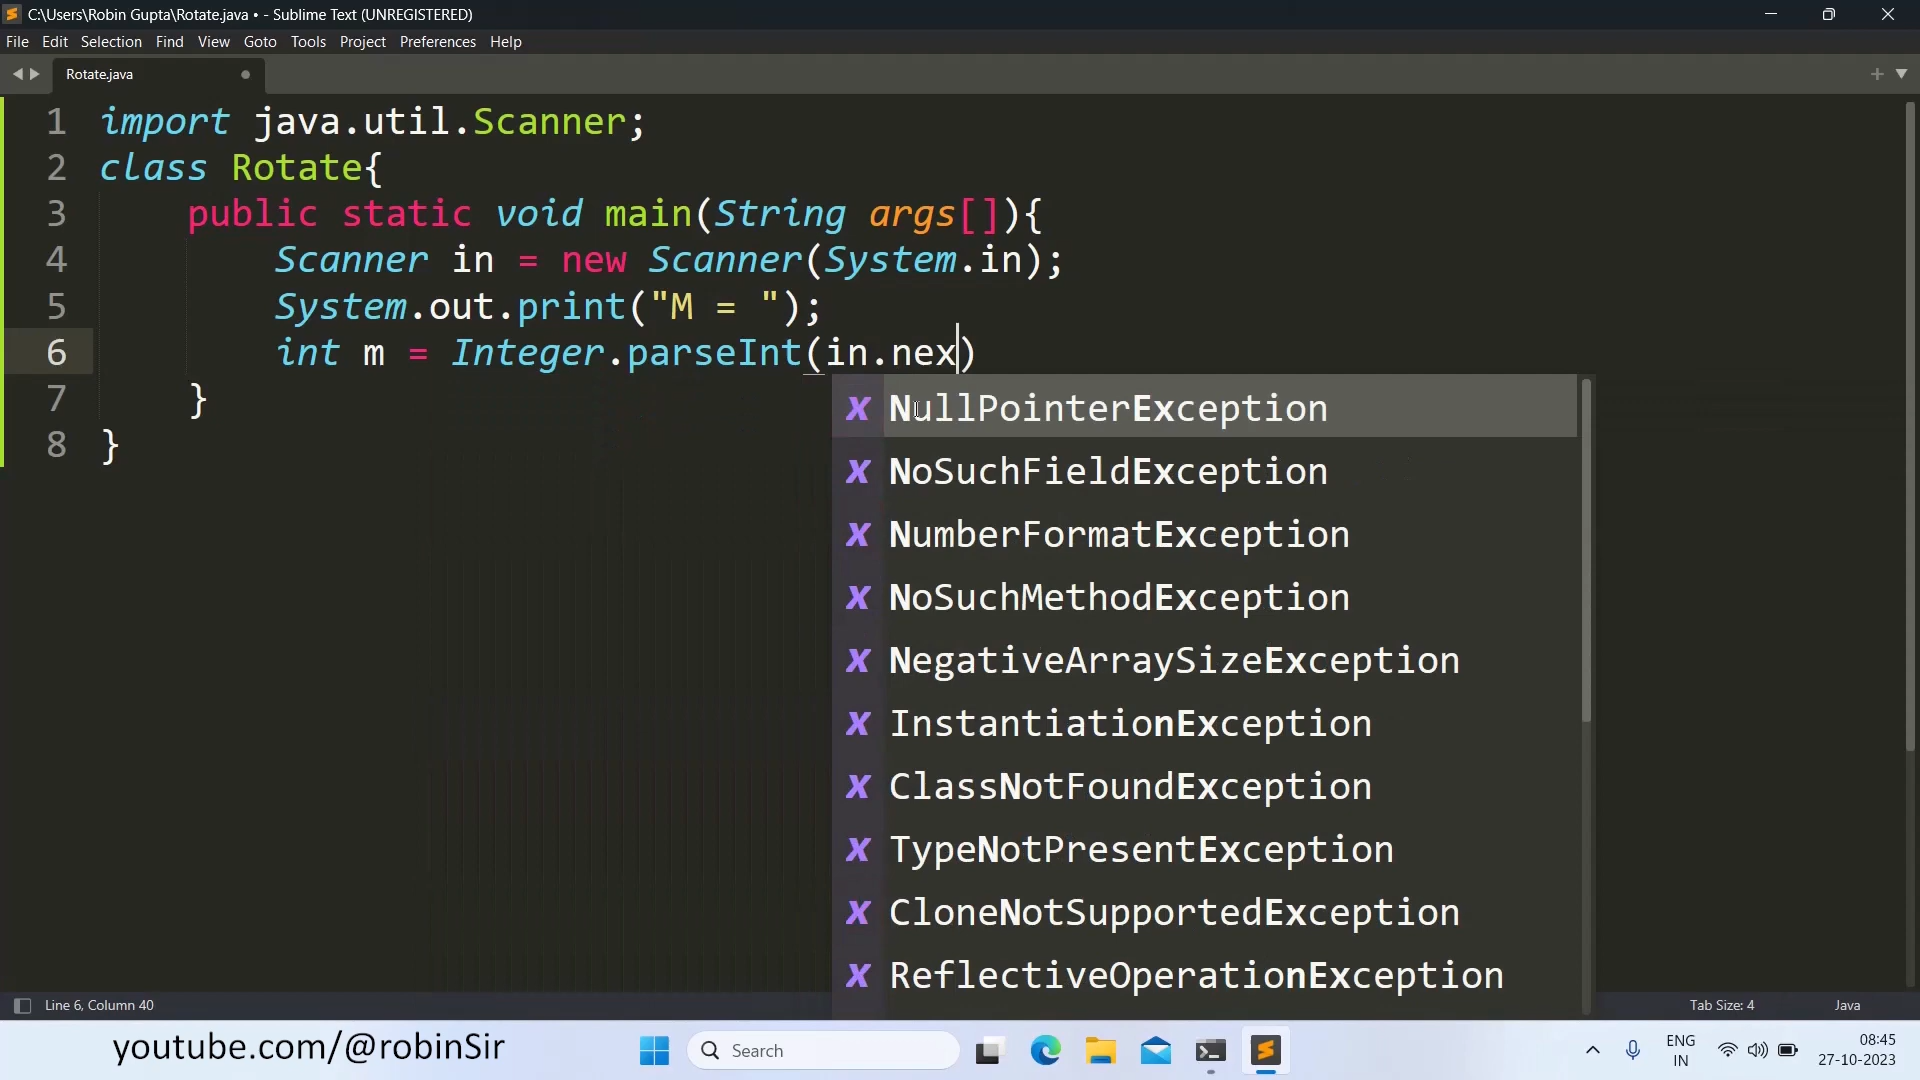 C:\Users\Robin Gupta\Rotate.java • - Sublime Text (UNREGISTERED)
File Edit Selection Find View Goto Tools Project Preferences Help
Rotate.java
1 import java.util.Scanner;
2 class Rotate{
3 public static void main(String args[]){
4 Scanner in = new Scanner(System.in);
5 System.out.print("M = ");
6 int m = Integer.parseInt(in.nex)
7 }
8 }
x NullPointerException
x NoSuchFieldException
x NumberFormatException
x NoSuchMethodException
x NegativeArraySizeException
x InstantiationException
x ClassNotFoundException
x TypeNotPresentException
x CloneNotSupportedException
x ReflectiveOperationException
Line 6, Column 40 Tab Size: 4 Java
youtube.com/@robinSir
Search
ENG
IN
08:45
27-10-2023